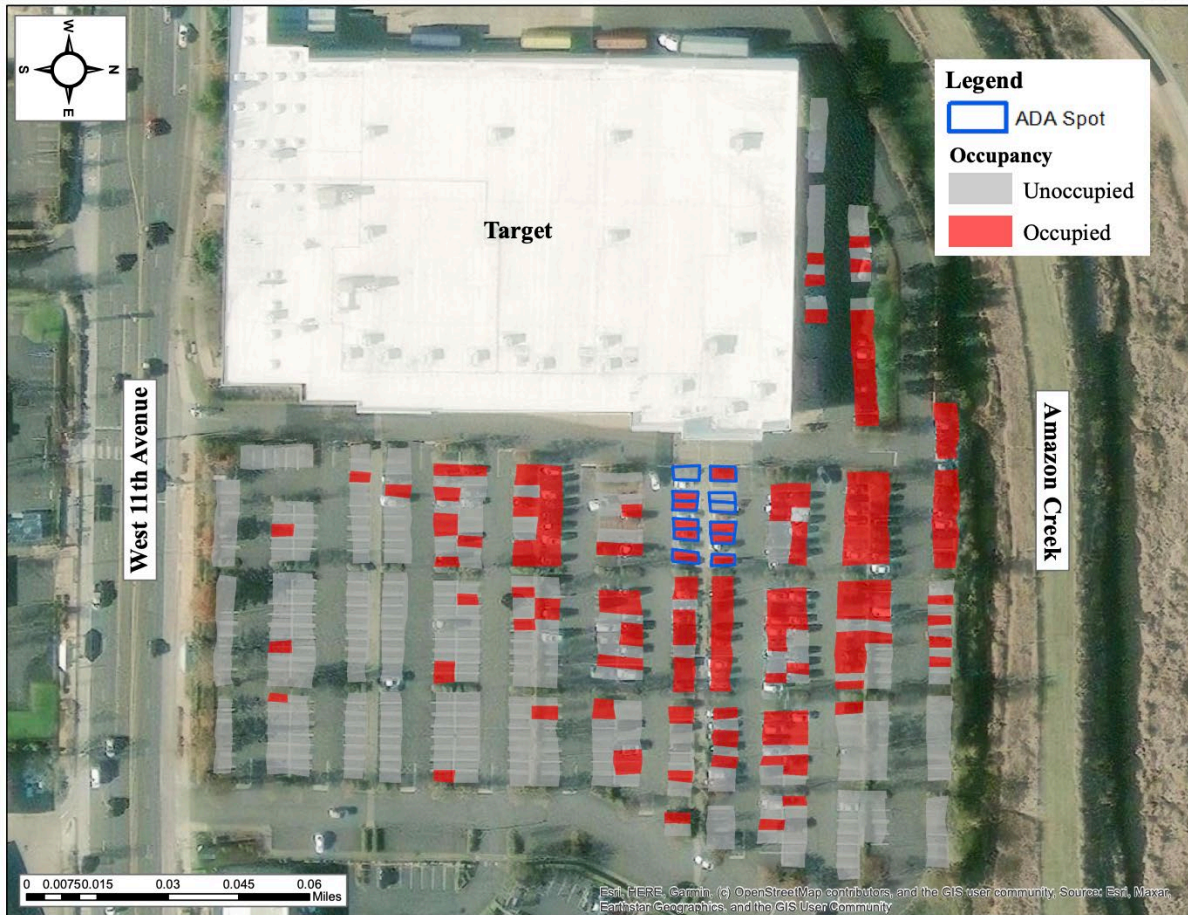 W
S
N
E
Legend
ADA Spot
Occupancy
Unoccupied
Occupied
Target
West 11th Avenue
Amazon Creek
0 0.0075 0.015 0.03 0.045 0.06
Miles
Esri, HERE, Garmin, (c) OpenStreetMap contributors, and the GIS user community, Source: Esri, Maxar,
Earthstar Geographics, and the GIS User Community